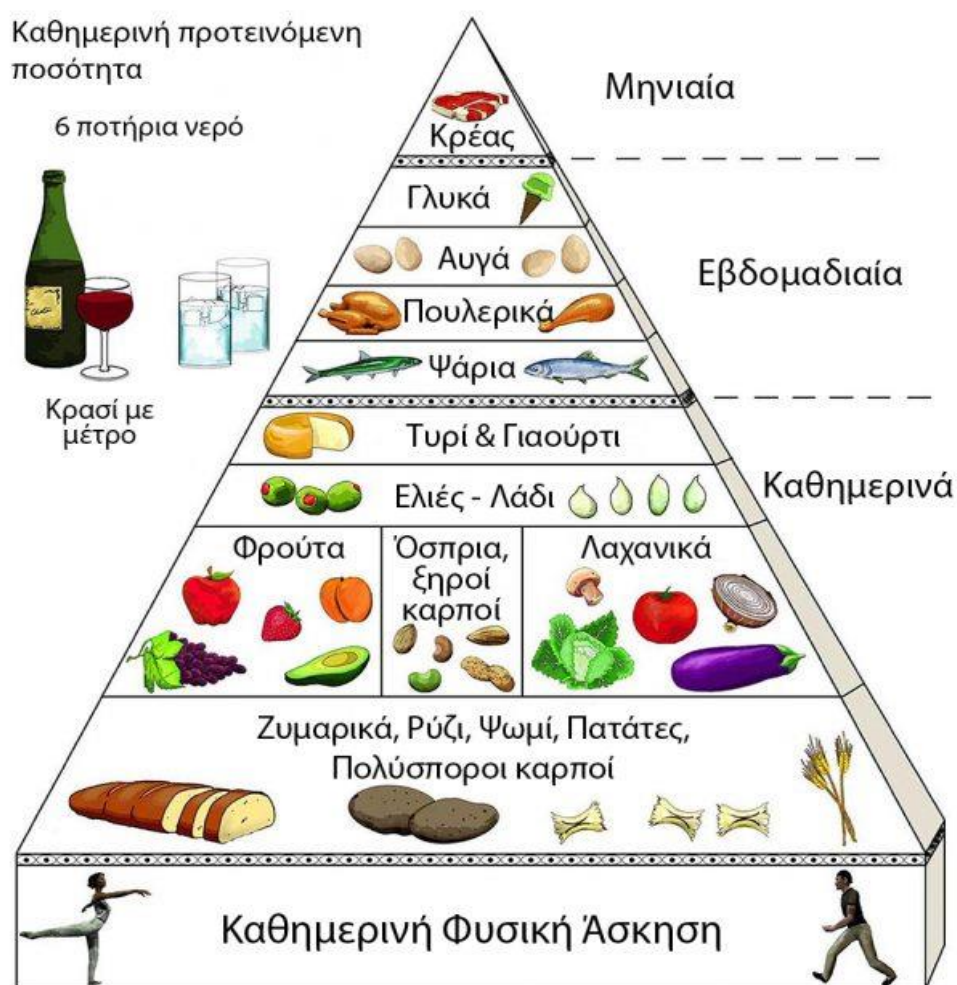 Καθημερινή προτεινόμενη
ποσότητα
6 ποτήρια νερό
Κρασί με
μέτρο
Μηνιαία
Κρέας
Γλυκά
Αυγά
Εβδομαδιαία
Πουλερικά
Ψάρια
Τυρί & Γιαούρτι
Καθημερινά
Ελιές - Λάδι
Φρούτα
Όσπρια,
ξηροί
καρποί
Λαχανικά
Ζυμαρικά, Ρύζι, Ψωμί, Πατάτες,
Πολύσποροι καρποί
Καθημερινή Φυσική Άσκηση